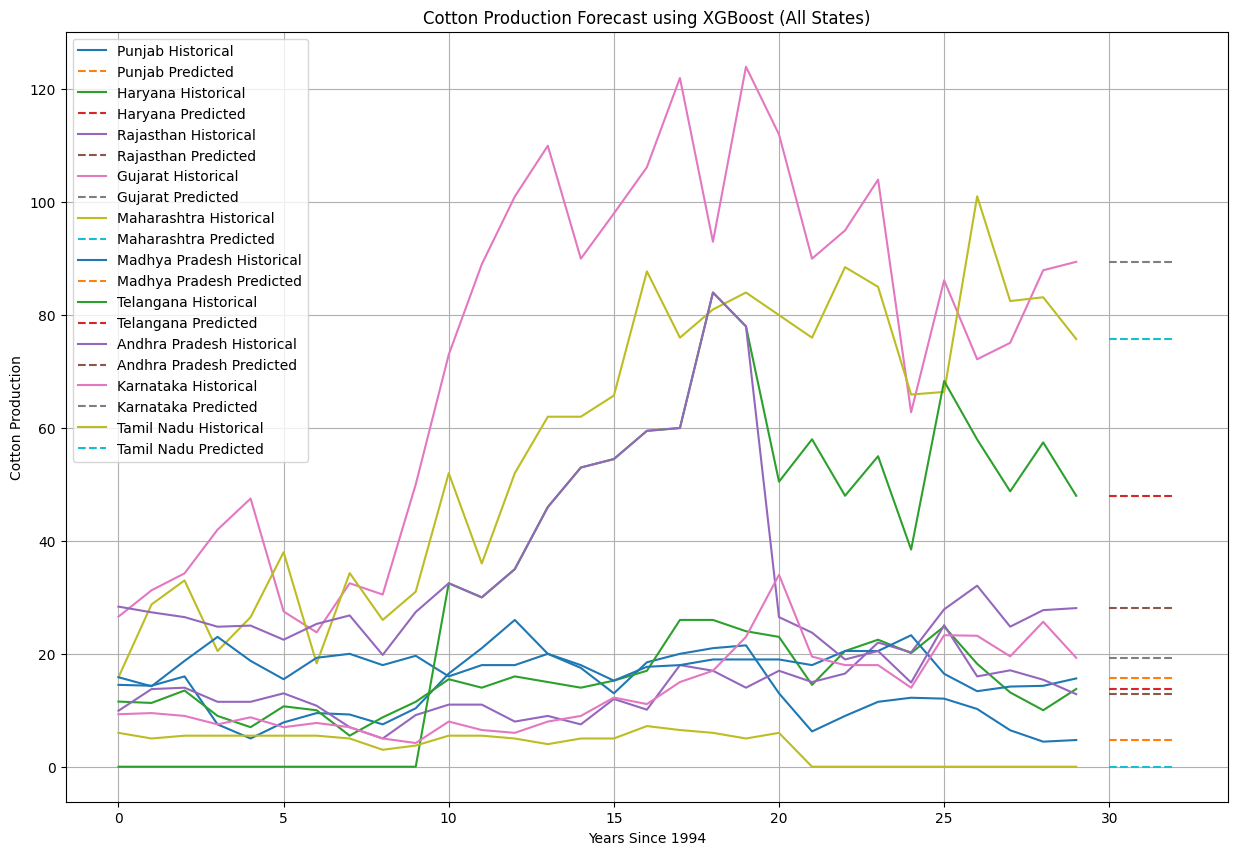 Cotton Production Forecast using XGBoost (All States)
Punjab Historical
Punjab Predicted
Haryana Historical
Haryana Predicted
Rajasthan Historical
Rajasthan Predicted
Gujarat Historical
Gujarat Predicted
Maharashtra Historical
Maharashtra Predicted
Madhya Pradesh Historical
Madhya Pradesh Predicted
Telangana Historical
Telangana Predicted
Andhra Pradesh Historical
Andhra Pradesh Predicted
Karnataka Historical
Karnataka Predicted
Tamil Nadu Historical
Tamil Nadu Predicted
Cotton Production
120
100
80
60
40
20
0
0 5 10 15 20 25 30
Years Since 1994